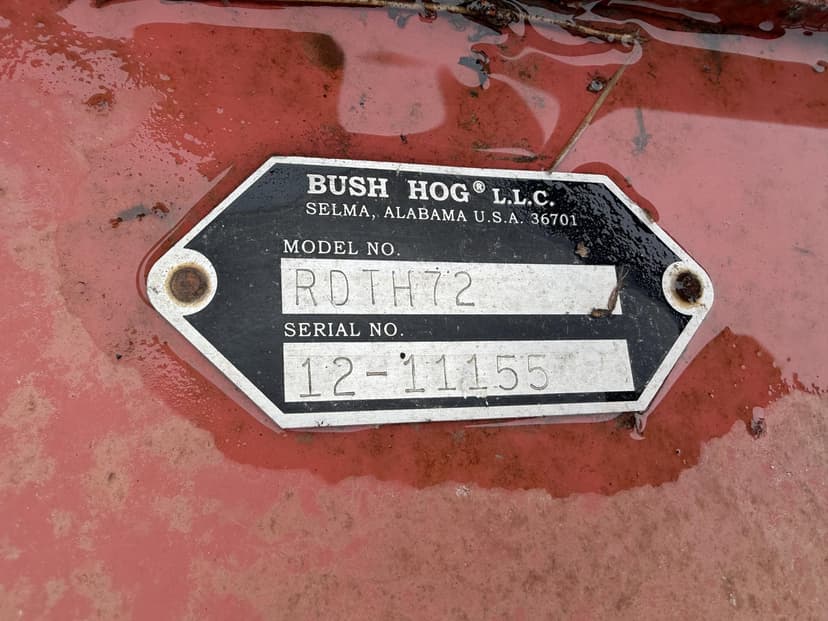 BUSH HOG® L.L.C.
SELMA, ALABAMA U.S.A. 36701
MODEL NO.
RDTH72
SERIAL NO.
12-11155